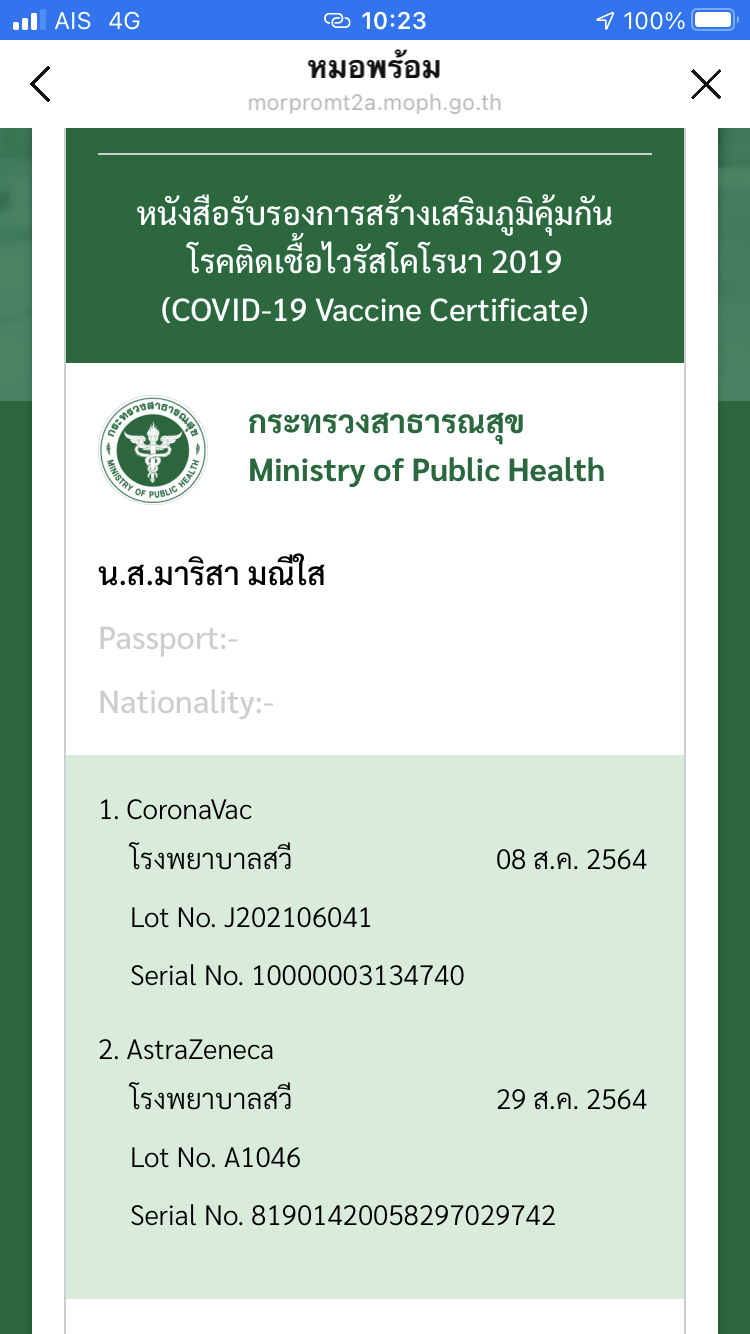 AIS 4G 10:23 100%
หมอพร้อม
morpromt2a.moph.go.th
หนังสือรับรองการสร้างเสริมภูมิคุ้มกัน
โรคติดเชื้อไวรัสโคโรนา 2019
(COVID-19 Vaccine Certificate)
กระทรวงสาธารณสุข
MINISTRY OF PUBLIC HEALTH
กระทรวงสาธารณสุข
Ministry of Public Health
น.ส.มาริสา มณีใส
Passport:-
Nationality:-
1. CoronaVac
โรงพยาบาลสวี 08 ส.ค. 2564
Lot No. J202106041
Serial No. 10000003134740
2. AstraZeneca
โรงพยาบาลสวี 29 ส.ค. 2564
Lot No. A1046
Serial No. 81901420058297029742